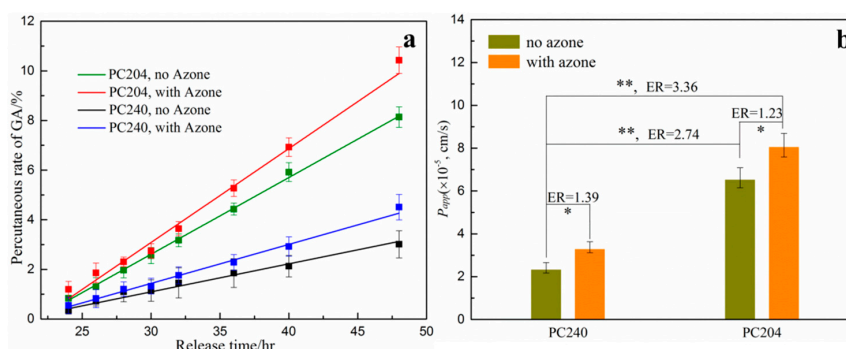 a
12
10
8
6
4
2
0
Percutaneous rate of GA/%
PC204, no Azone
PC204, with Azone
PC240, no Azone
PC240, with Azone
25 30 35 40 45 50
Release time/hr
b
14
12
10
8
6
4
2
0
Papp(×10⁻⁵, cm/s)
no azone
with azone
**, ER=3.36
ER=1.23
**, ER=2.74
*
ER=1.39
*
PC240 PC204